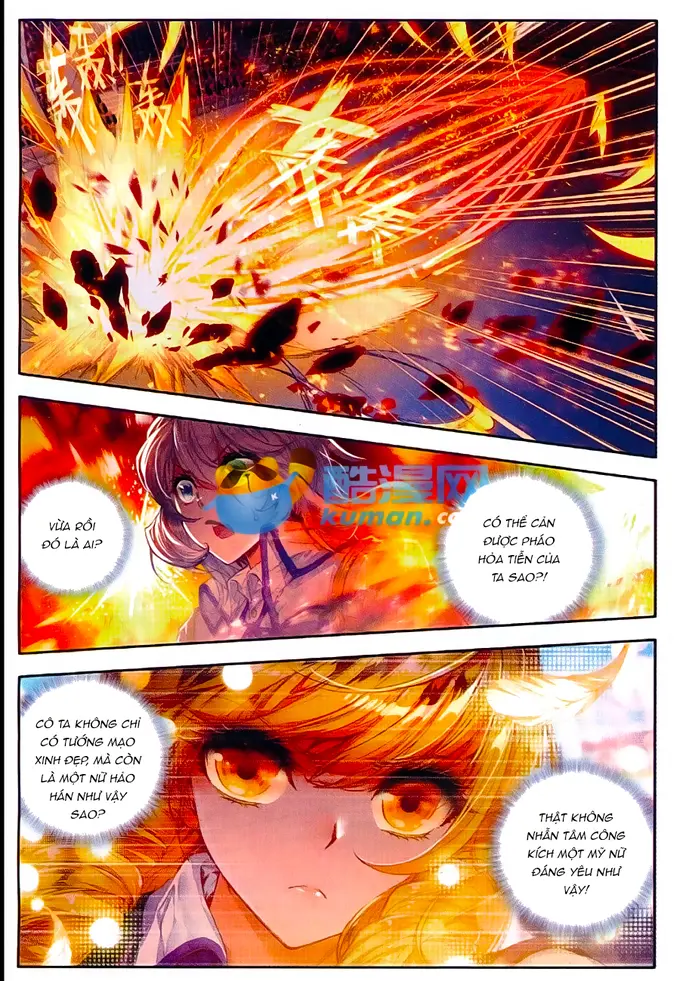 轰!
轰!
轰
轰!
VỪA RỒI
ĐÓ LÀ AI?
酷漫网
kuman.co
CÓ THỂ CẢN
ĐƯỢC PHÁO
HỎA TIỄN CỦA
TA SAO?!
CÔ TA KHÔNG CHỈ
CÓ TƯỚNG MẠO
XINH ĐẸP, MÀ CÒN
LÀ MỘT NỮ HẢO
HÁN NHƯ VẬY
SAO?
THẬT KHÔNG
NHẪN TÂM CÔNG
KÍCH MỘT MỸ NỮ
ĐÁNG YÊU NHƯ
VẬY!